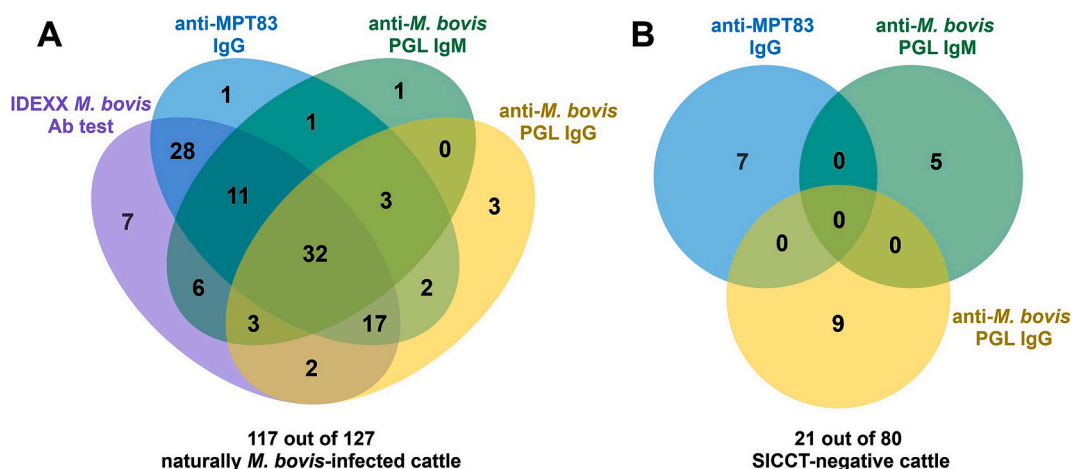 A
anti-MPT83
IgG
anti-M. bovis
PGL IgM
IDEXX M. bovis
Ab test
anti-M. bovis
PGL IgG
1
1
1
28
0
11
3
3
7
32
6
2
3
17
2
117 out of 127
naturally M. bovis-infected cattle
B
anti-MPT83
IgG
anti-M. bovis
PGL IgM
7
0
5
0
0
0
9
anti-M. bovis
PGL IgG
21 out of 80
SICCT-negative cattle